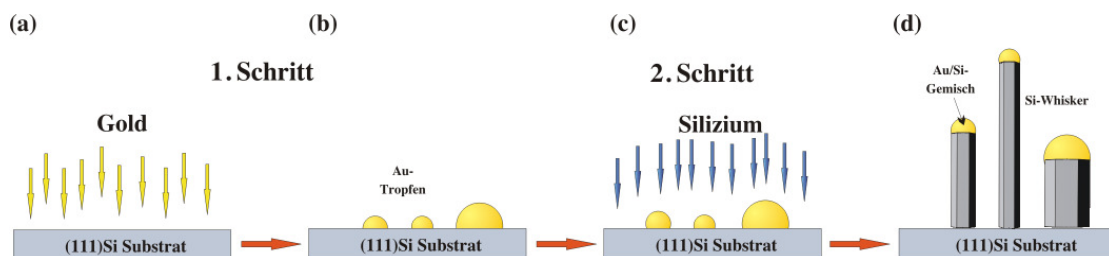 (a)
(b)
(c)
(d)
1. Schritt
2. Schritt
Gold
Au-
Tropfen
Silizium
Au/Si-
Gemisch
Si-Whisker
(111)Si Substrat
(111)Si Substrat
(111)Si Substrat
(111)Si Substrat